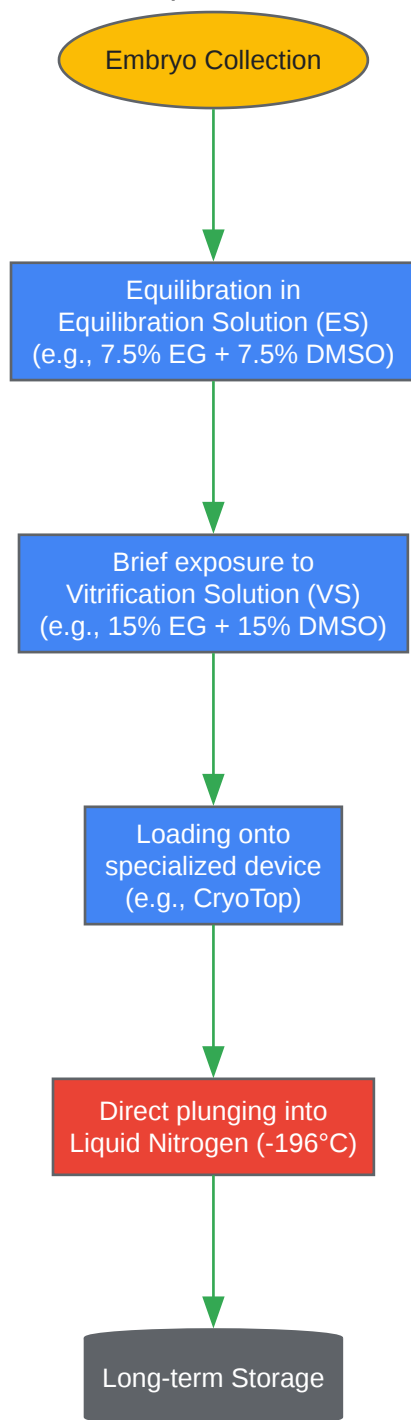 Embryo Collection
Equilibration in
Equilibration Solution (ES)
(e.g., 7.5% EG + 7.5% DMSO)
Brief exposure to
Vitrification Solution (VS)
(e.g., 15% EG + 15% DMSO)
Loading onto
specialized device
(e.g., CryoTop)
Direct plunging into
Liquid Nitrogen (-196°C)
Long-term Storage